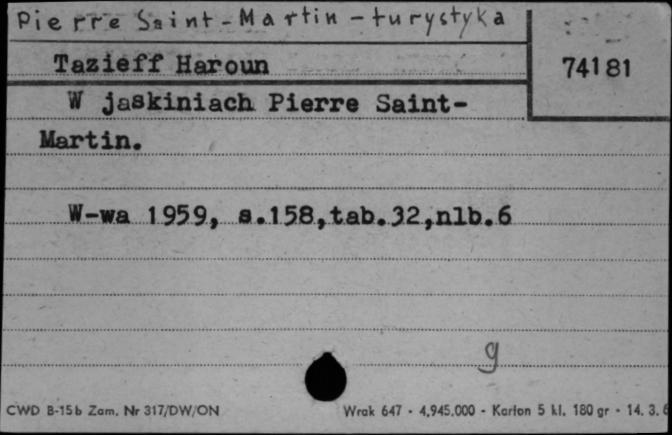 Pierre Saint-Martin - turystyka
Tazieff Haroun
74181
W jaskiniach Pierre Saint-
Martin.
W-wa 1959, s.158,tab.32,nlb.6
g
CWD B-15b Zam. Nr 317/DW/ON
Wrak 647 - 4.945.000 - Karton 5 kl. 180 gr - 14. 3.